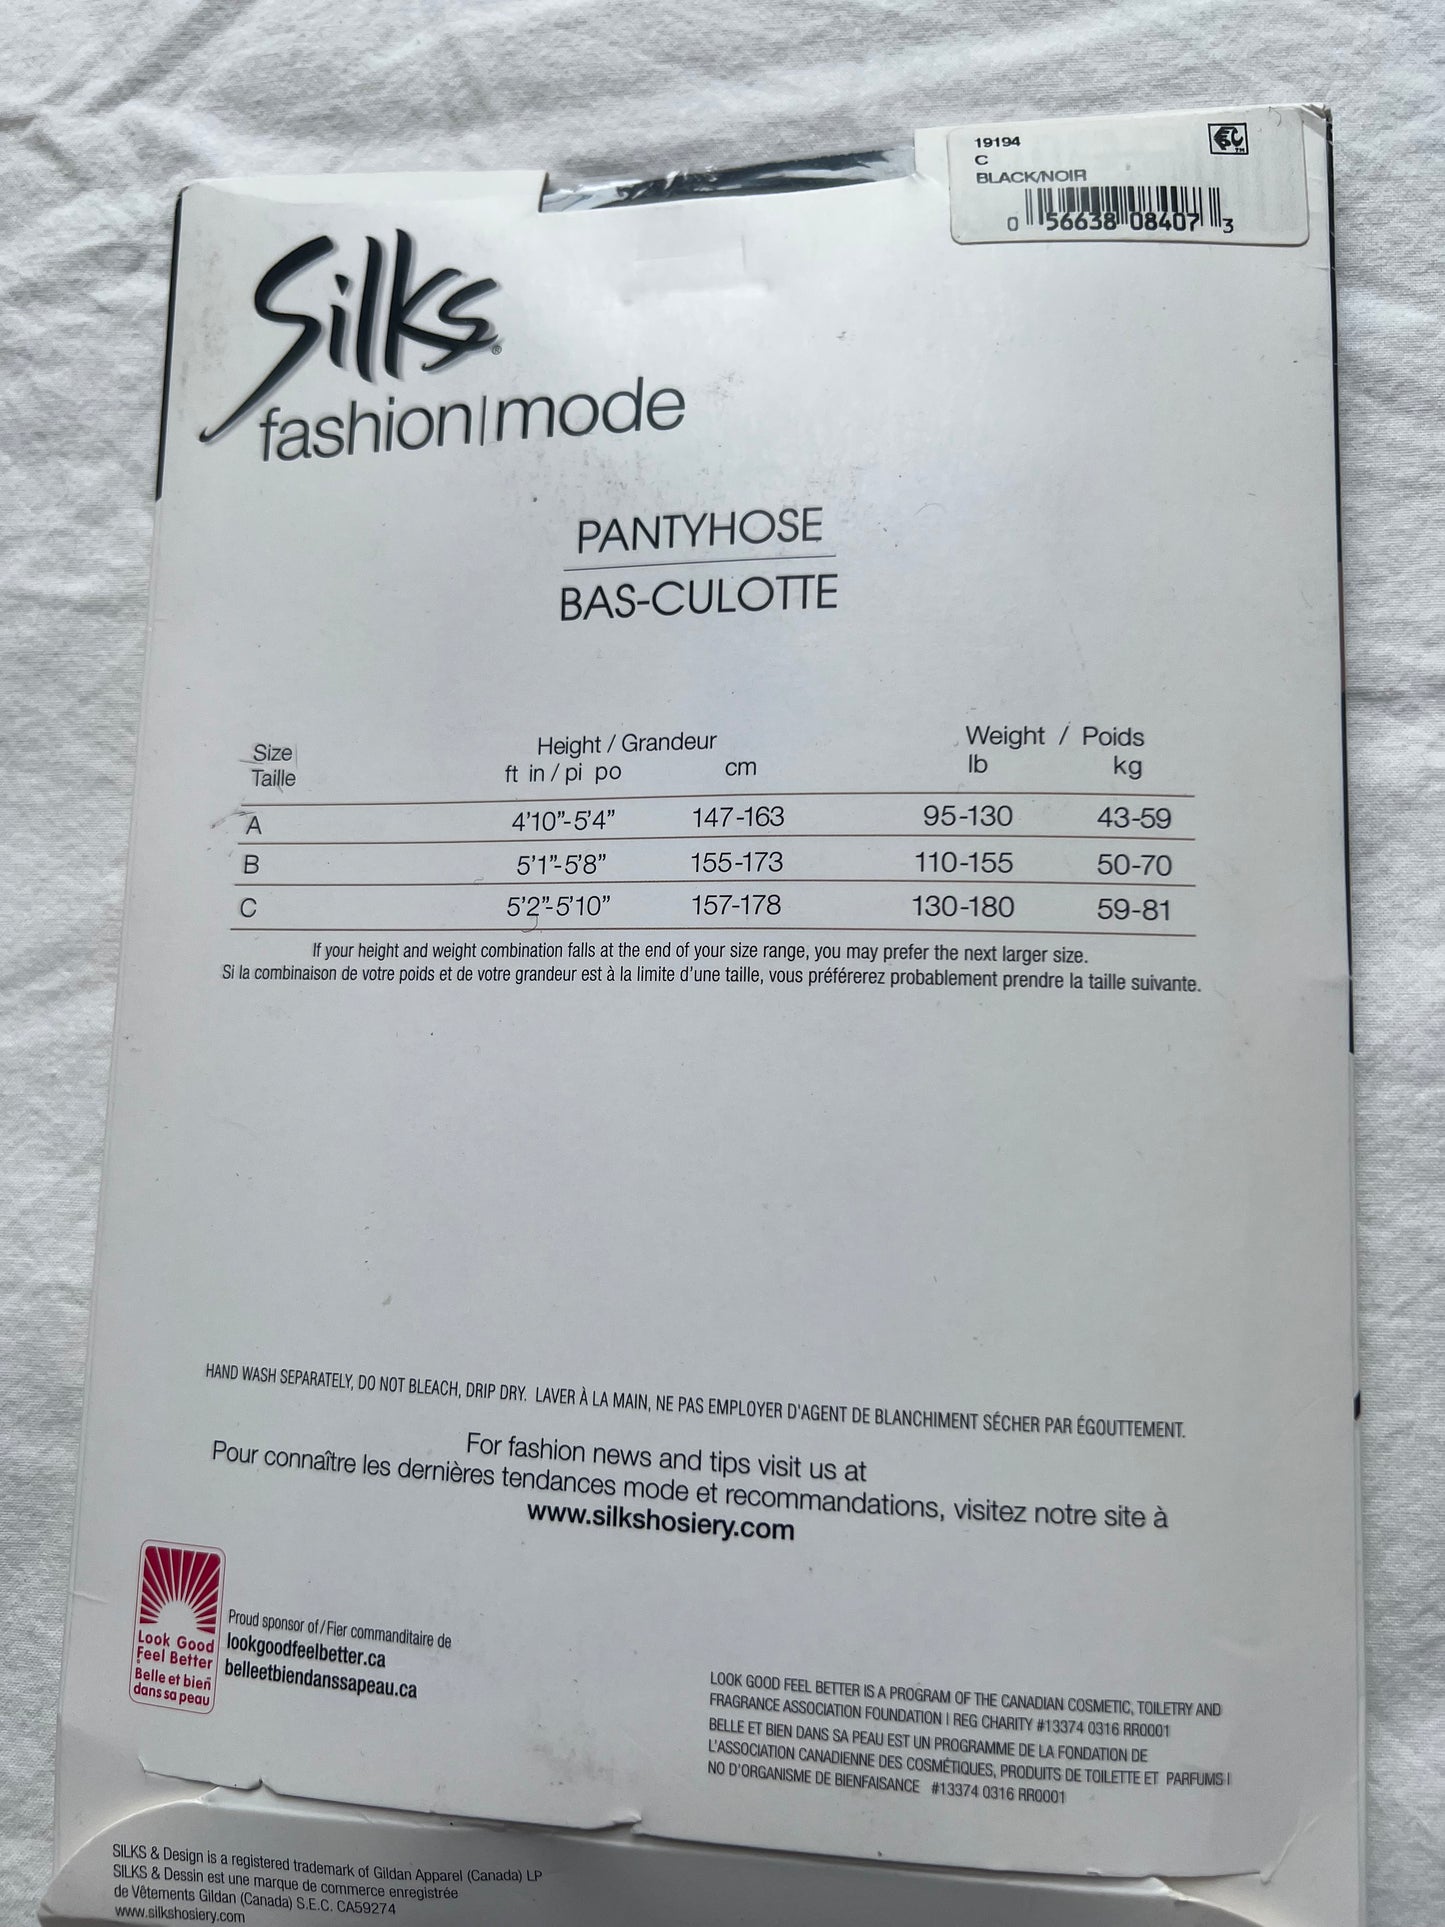 19194
C
BLACK/NOIR
0 56638 08407 3
Silks®
fashion|mode
PANTYHOSE
BAS-CULOTTE
Size Height / Grandeur Weight / Poids
Taille ft in / pi po cm lb kg
A 4'10”-5'4” 147-163 95-130 43-59
B 5'1”-5'8” 155-173 110-155 50-70
C 5'2”-5'10” 157-178 130-180 59-81
If your height and weight combination falls at the end of your size range, you may prefer the next larger size.
Si la combinaison de votre poids et de votre grandeur est à la limite d'une taille, vous préférerez probablement prendre la taille suivante.
HAND WASH SEPARATELY, DO NOT BLEACH, DRIP DRY. LAVER À LA MAIN, NE PAS EMPLOYER D'AGENT DE BLANCHIMENT SÉCHER PAR ÉGOUTTEMENT.
For fashion news and tips visit us at
Pour connaître les dernières tendances mode et recommandations, visitez notre site à
www.silkshosiery.com
Look Good
Feel Better
Belle et bien
dans sa peau
Proud sponsor of/Fier commanditaire de
lookgoodfeelbetter.ca
belleetbiendanssapeau.ca
LOOK GOOD FEEL BETTER IS A PROGRAM OF THE CANADIAN COSMETIC, TOILETRY AND
FRAGRANCE ASSOCIATION FOUNDATION | REG CHARITY #13374 0316 RR0001
BELLE ET BIEN DANS SA PEAU EST UN PROGRAMME DE LA FONDATION DE
L'ASSOCIATION CANADIENNE DES COSMÉTIQUES, PRODUITS DE TOILETTE ET PARFUMS |
NO D'ORGANISME DE BIENFAISANCE #13374 0316 RR0001
SILKS & Design is a registered trademark of Gildan Apparel (Canada) LP
SILKS & Dessin est une marque de commerce enregistrée
de Vêtements Gildan (Canada) S.E.C. CA59274
www.silkshosiery.com